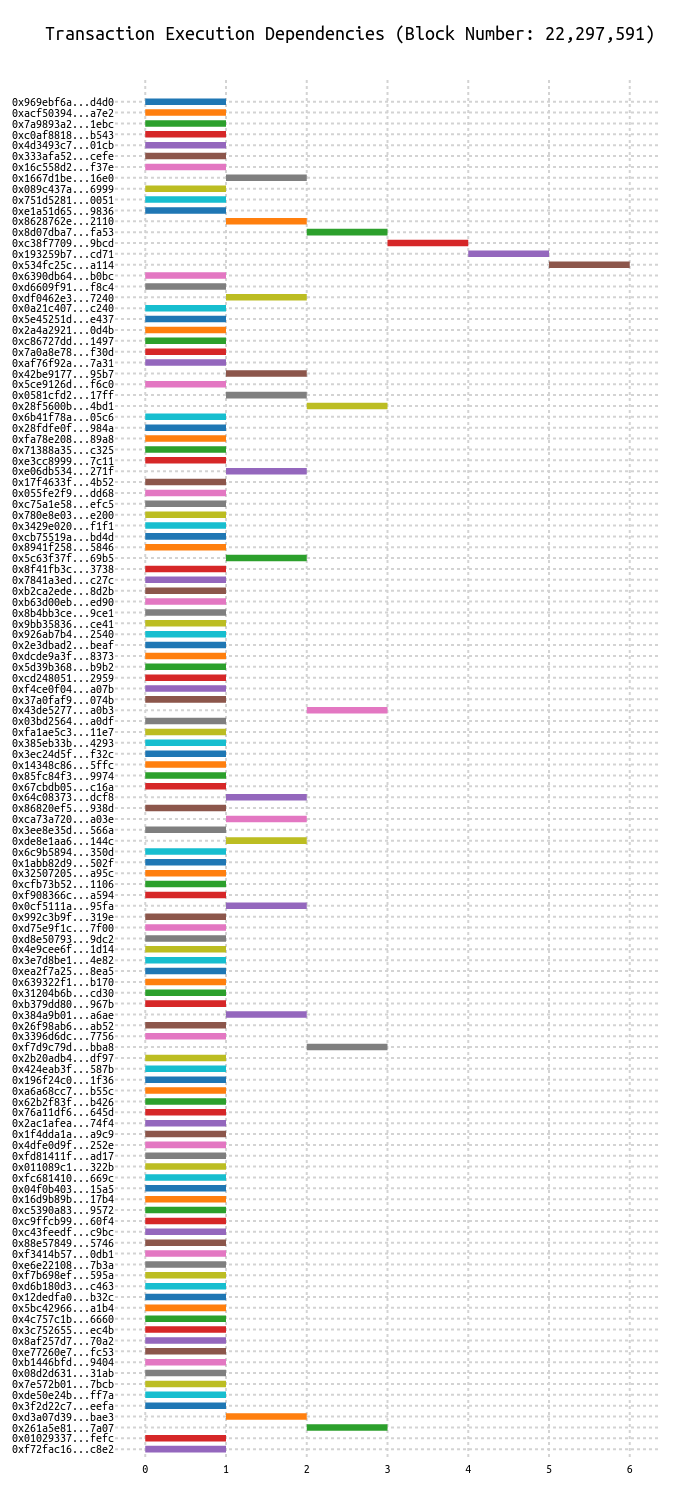 Transaction Execution Dependencies (Block Number: 22,297,591)
0x969ebf6a...d4d0
0xacf50394...a7e2
0x7a9893a2...1ebc
0xc0af8818...b543
0x4d3493c7...01cb
0x333afa52...cefe
0x16c558d2...f37e
0x1667d1be...16e0
0x089c437a...6999
0x751d5281...0051
0xe1a51d65...9836
0x8628762e...2110
0x8d07dba7...fa53
0xc38f7709...9bcd
0x193259b7...cd71
0x534fc25c...a114
0x6390db64...b0bc
0xd6609f91...f8c4
0xdf0462e3...7240
0x0a21c407...c240
0x5e45251d...e437
0x2a4a2921...0d4b
0xc86727dd...1497
0x7a0a8e78...f30d
0xaf76f92a...7a31
0x42be9177...95b7
0x5ce9126d...f6c0
0x0581cfd2...17ff
0x28f5600b...4bd1
0x6b41f78a...05c6
0x28fdfe0f...984a
0xfa78e208...89a8
0x71388a35...c325
0xe3cc8999...7c11
0xe06db534...271f
0x17f4633f...4b52
0x055fe2f9...dd68
0xc75a1e58...efc5
0x780e8e03...e200
0x3429e020...f1f1
0xcb75519a...bd4d
0x8941f258...5846
0x5c63f37f...69b5
0x8f41fb3c...3738
0x7841a3ed...c27c
0xb2ca2ede...8d2b
0xb63d00eb...ed90
0x8b4bb3ce...9ce1
0x9bb35836...ce41
0x926ab7b4...2540
0x2e3dbad2...beaf
0xdcde9a3f...8373
0x5d39b368...b9b2
0xcd248051...2959
0xf4ce0f04...a07b
0x37a0faf9...074b
0x43de5277...a0b3
0x03bd2564...a0df
0xfa1ae5c3...11e7
0x385eb33b...4293
0x3ec24d5f...f32c
0x14348c86...5ffc
0x85fc84f3...9974
0x67cbdb05...c16a
0x64c08373...dcf8
0x86820ef5...938d
0xca73a720...a03e
0x3ee8e35d...566a
0xde8e1aa6...144c
0x6c9b5894...350d
0x1abb82d9...502f
0x32507205...a95c
0xcfb73b52...1106
0xf908366c...a594
0x0cf5111a...95fa
0x992c3b9f...319e
0xd75e9f1c...7f00
0xd8e50793...9dc2
0x4e9cee6f...1d14
0x3e7d8be1...4e82
0xea2f7a25...8ea5
0x639322f1...b170
0x31204b6b...cd30
0xb379dd80...967b
0x384a9b01...a6ae
0x26f98ab6...ab52
0x3396d6dc...7756
0xf7d9c79d...bba8
0x2b20adb4...df97
0x424eab3f...587b
0x196f24c0...1f36
0xa6a68cc7...b55c
0x62b2f83f...b426
0x76a11df6...645d
0x2ac1afea...74f4
0x1f4dda1a...a9c9
0x4dfe0d9f...252e
0xfd81411f...ad17
0x011089c1...322b
0xfc681410...669c
0x04f0b403...15a5
0x16d9b89b...17b4
0xc5390a83...9572
0xc9ffcb99...60f4
0xc43feedf...c9bc
0x88e57849...5746
0xf3414b57...0db1
0xe6e22108...7b3a
0xf7b698ef...595a
0xd6b180d3...c463
0x12dedfa0...b32c
0x5bc42966...a1b4
0x4c757c1b...6660
0x3c752655...ec4b
0x8af257d7...70a2
0xe77260e7...fc53
0xb1446bfd...9404
0x08d2d631...31ab
0x7e572b01...7bcb
0xde50e24b...ff7a
0x3f2d22c7...eefa
0xd3a07d39...bae3
0x261a5e81...7a07
0x01029337...fefc
0xf72fac16...c8e2
0 1 2 3 4 5 6